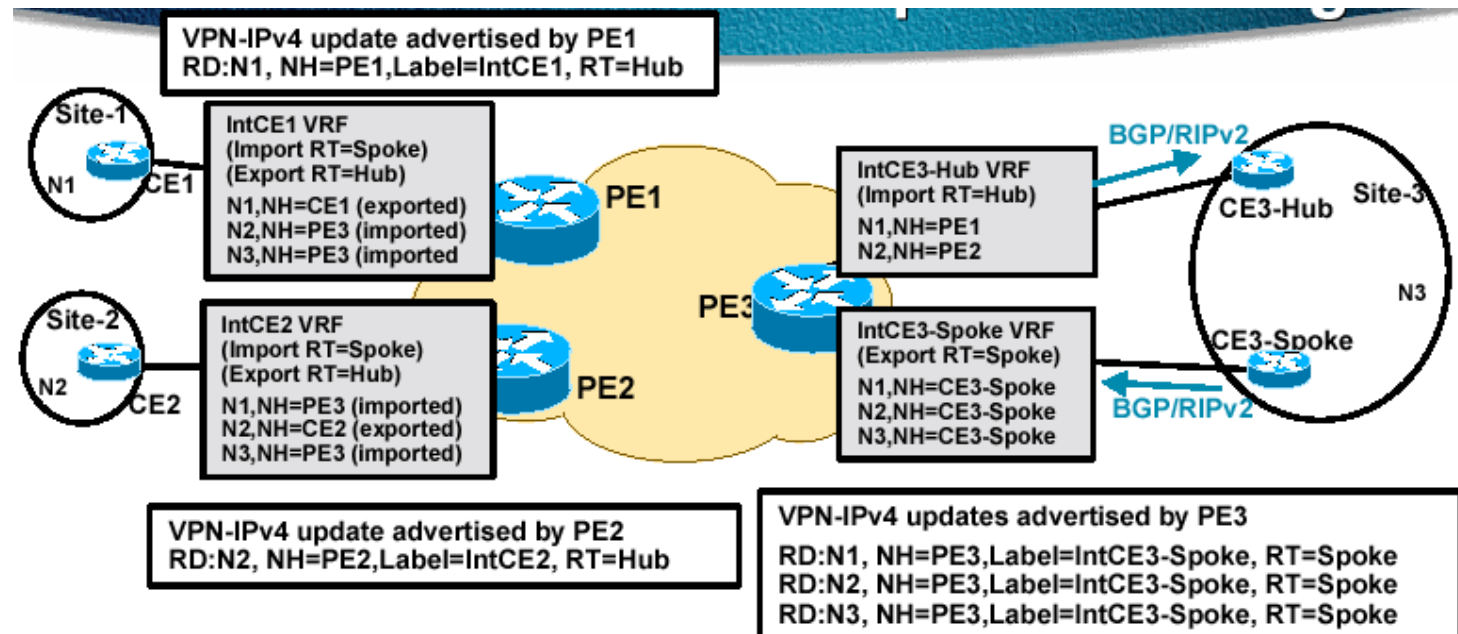 VPN-IPv4 update advertised by PE1
RD:N1, NH=PE1,Label=IntCE1, RT=Hub
Site-1
N1
CE1
IntCE1 VRF
(Import RT=Spoke)
(Export RT=Hub)
N1,NH=CE1 (exported)
N2,NH=PE3 (imported)
N3,NH=PE3 (imported
PE1
BGP/RIPv2
IntCE3-Hub VRF
(Import RT=Hub)
N1,NH=PE1
N2,NH=PE2
CE3-Hub
Site-3
N3
PE3
Site-2
N2
CE2
IntCE2 VRF
(Import RT=Spoke)
(Export RT=Hub)
N1,NH=PE3 (imported)
N2,NH=CE2 (exported)
N3,NH=PE3 (imported)
PE2
IntCE3-Spoke VRF
(Export RT=Spoke)
N1,NH=CE3-Spoke
N2,NH=CE3-Spoke
N3,NH=CE3-Spoke
CE3-Spoke
BGP/RIPv2
VPN-IPv4 update advertised by PE2
RD:N2, NH=PE2,Label=IntCE2, RT=Hub
VPN-IPv4 updates advertised by PE3
RD:N1, NH=PE3,Label=IntCE3-Spoke, RT=Spoke
RD:N2, NH=PE3,Label=IntCE3-Spoke, RT=Spoke
RD:N3, NH=PE3,Label=IntCE3-Spoke, RT=Spoke